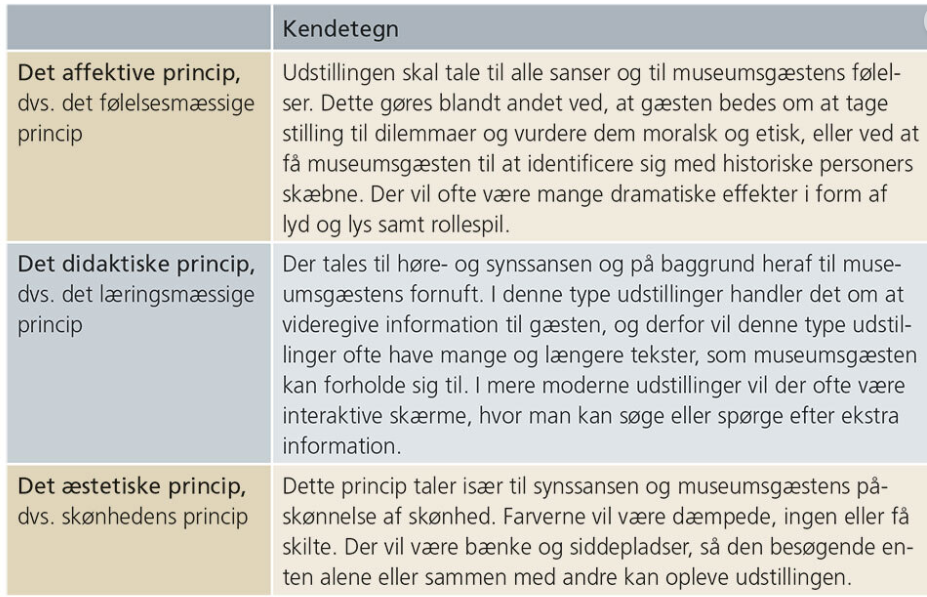 Kendetegn
Det affektive princip,
dvs. det følelsesmæssige
princip
Udstillingen skal tale til alle sanser og til museumsgæstens følel-
ser. Dette gøres blandt andet ved, at gæsten bedes om at tage
stilling til dilemmaer og vurdere dem moralsk og etisk, eller ved at
få museumsgæsten til at identificere sig med historiske personers
skæbne. Der vil ofte være mange dramatiske effekter i form af
lyd og lys samt rollespil.
Det didaktiske princip,
dvs. det læringsmæssige
princip
Der tales til høre- og synssansen og på baggrund heraf til muse-
umsgæstens fornuft. I denne type udstillinger handler det om at
videregive information til gæsten, og derfor vil denne type udstil-
linger ofte have mange og længere tekster, som museumsgæsten
kan forholde sig til. I mere moderne udstillinger vil der ofte være
interaktive skærme, hvor man kan søge eller spørge efter ekstra
information.
Det æstetiske princip,
dvs. skønhedens princip
Dette princip taler især til synssansen og museumsgæstens på-
skønnelse af skønhed. Farverne vil være dæmpede, ingen eller få
skilte. Der vil være bænke og siddepladser, så den besøgende en-
ten alene eller sammen med andre kan opleve udstillingen.